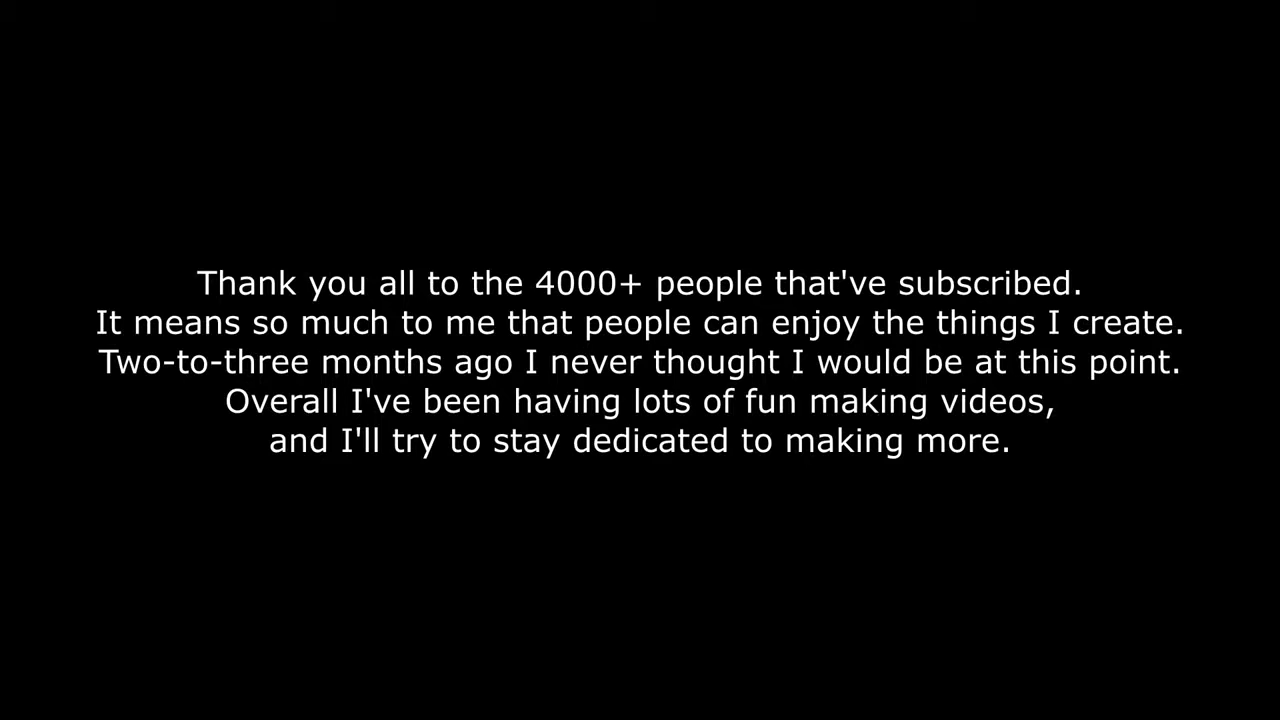 Thank you all to the 4000+ people that've subscribed.
It means so much to me that people can enjoy the things I create.
Two-to-three months ago I never thought I would be at this point.
Overall I've been having lots of fun making videos,
and I'll try to stay dedicated to making more.